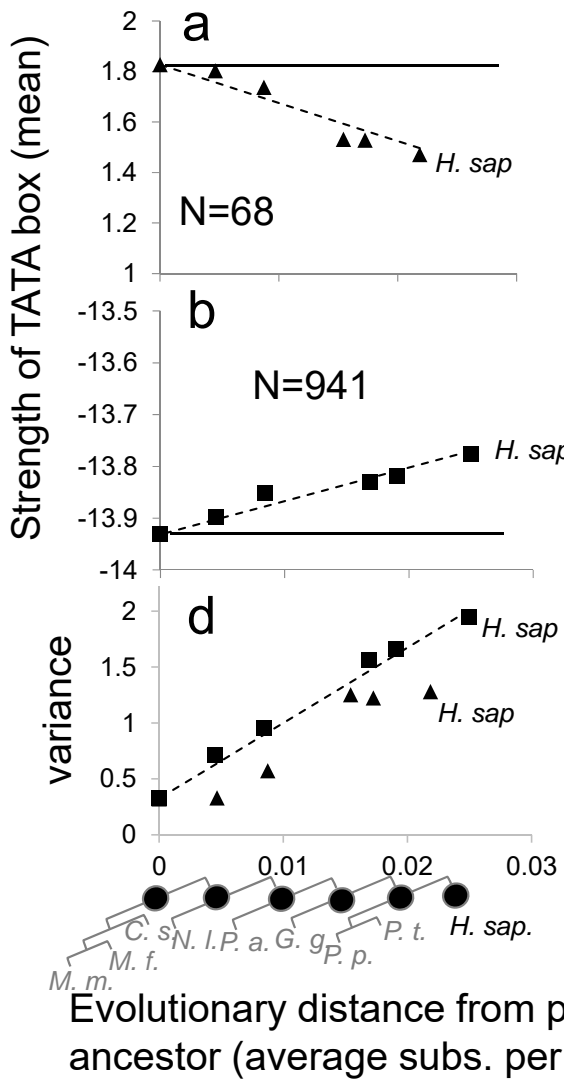 a
2
1.8
1.6
1.4
1.2
1
H. sap
N=68
Strength of TATA box (mean)
b
-13.5
-13.6
-13.7
-13.8
-13.9
-14
N=941
H. sap
d
2
1.5
1
0.5
0
variance
H. sap
H. sap
0 0.01 0.02 0.03
C. s. N. l. P. a. G. g. P. p. P. t. H. sap.
M. f.
M. m.
Evolutionary distance from p
ancestor (average subs. per